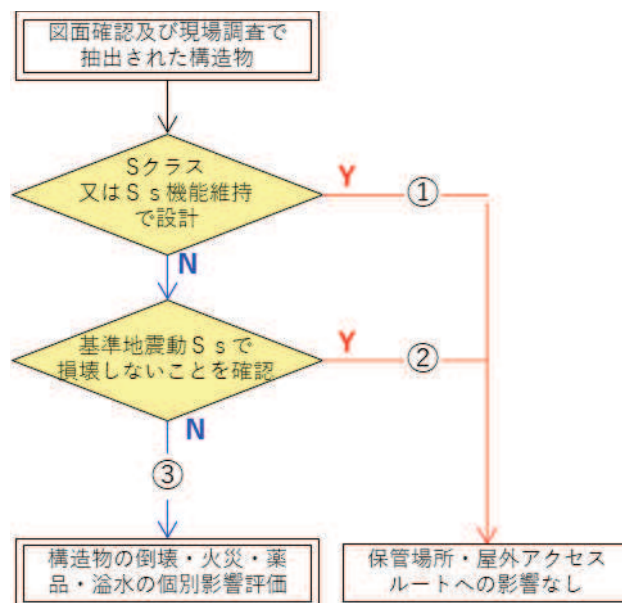 図面確認及び現場調査で
抽出された構造物
Sクラス
又はＳｓ機能維持
で設計
Y
①
N
基準地震動Ｓｓで
損壊しないことを確認
Y
②
N
③
構造物の倒壊・火災・薬
品・溢水の個別影響評価
保管場所・屋外アクセス
ルートへの影響なし